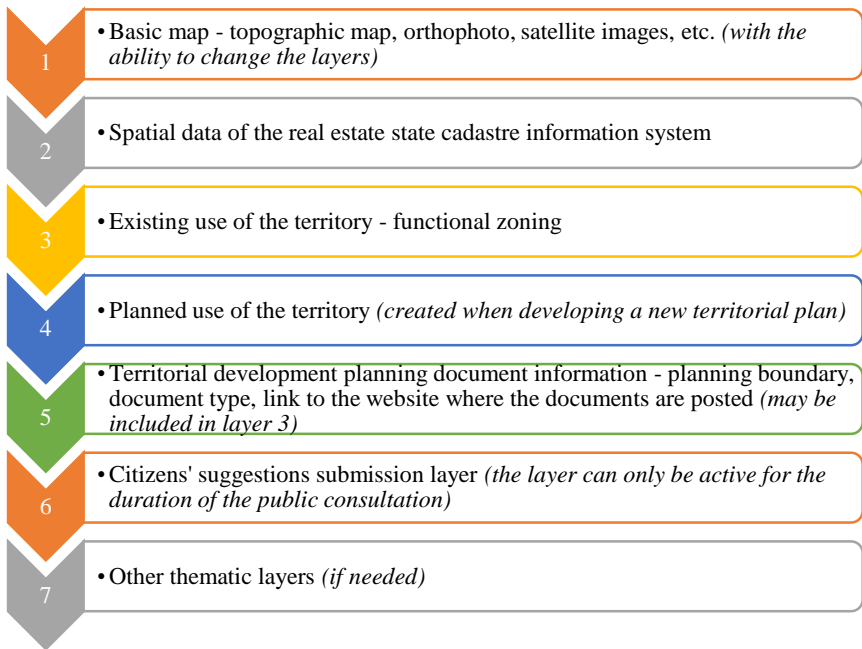 1
• Basic map - topographic map, orthophoto, satellite images, etc. (with the
ability to change the layers)
2
• Spatial data of the real estate state cadastre information system
3
• Existing use of the territory - functional zoning
4
• Planned use of the territory (created when developing a new territorial plan)
5
• Territorial development planning document information - planning boundary,
document type, link to the website where the documents are posted (may be
included in layer 3)
6
• Citizens' suggestions submission layer (the layer can only be active for the
duration of the public consultation)
7
• Other thematic layers (if needed)